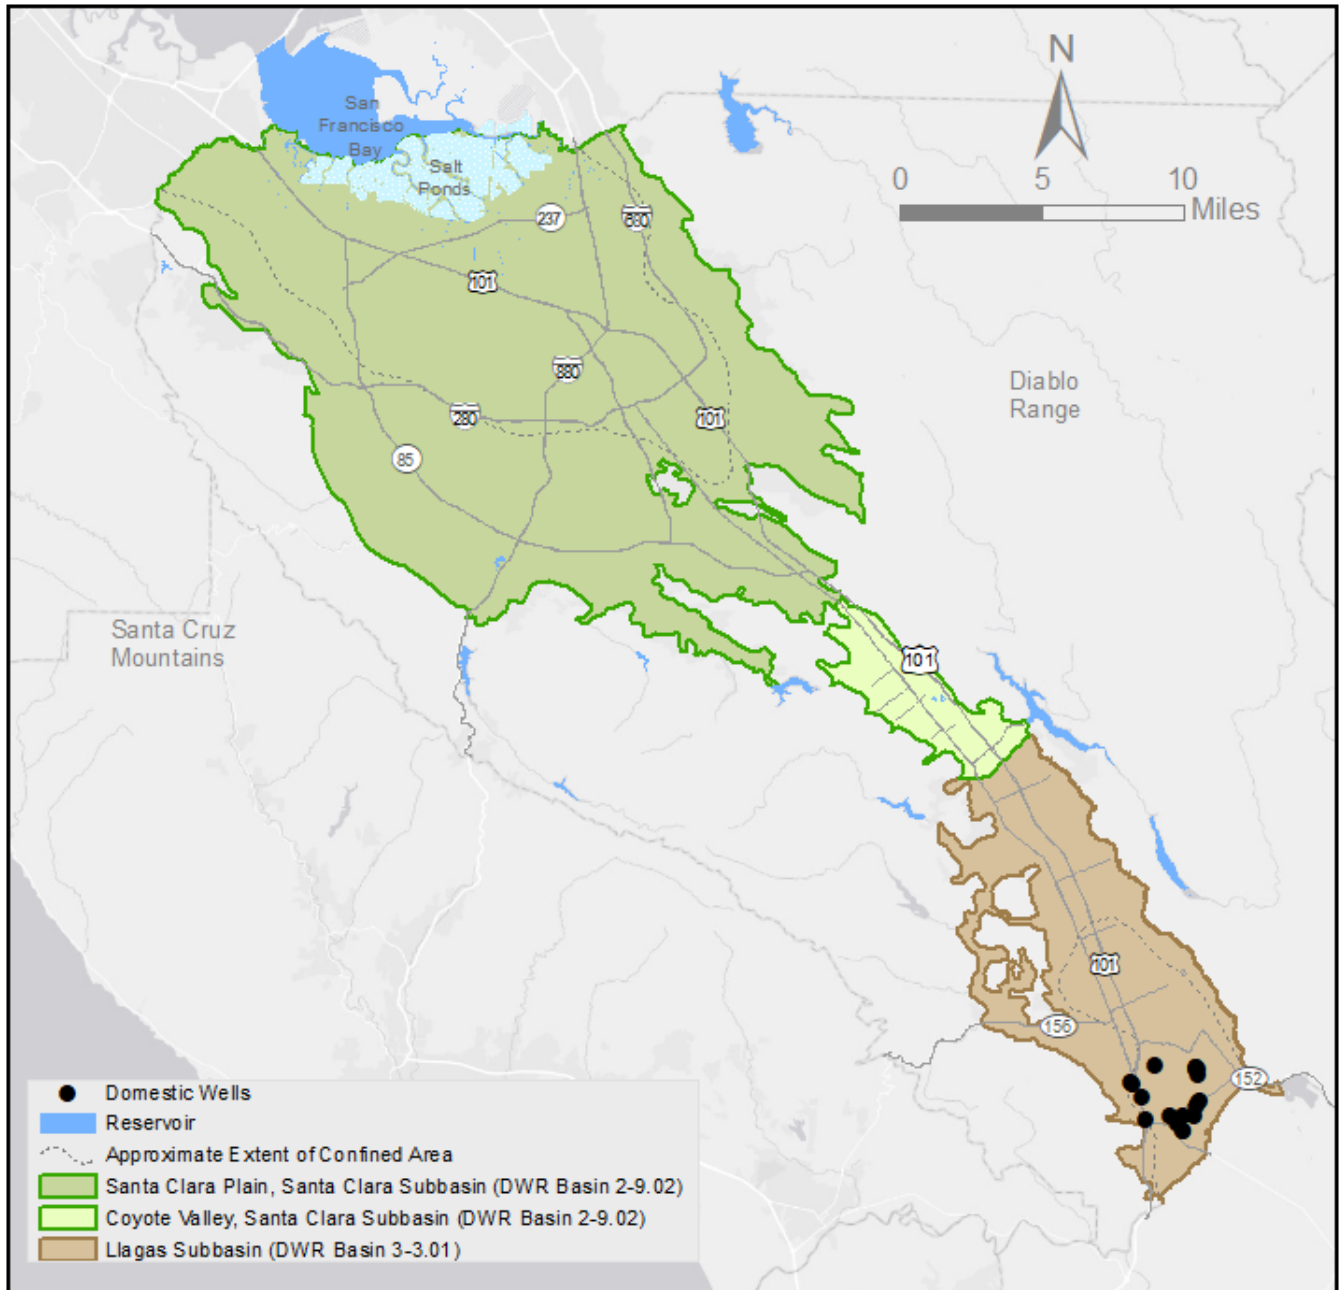 N
San
Francisco
Bay
Salt
Ponds
0 5 10
Miles
237
680
101
880
Diablo
Range
280
101
85
Santa Cruz
Mountains
101
101
156
152
Domestic Wells
Reservoir
Approximate Extent of Confined Area
Santa Clara Plain, Santa Clara Subbasin (DWR Basin 2-9.02)
Coyote Valley, Santa Clara Subbasin (DWR Basin 2-9.02)
Llagas Subbasin (DWR Basin 3-3.01)